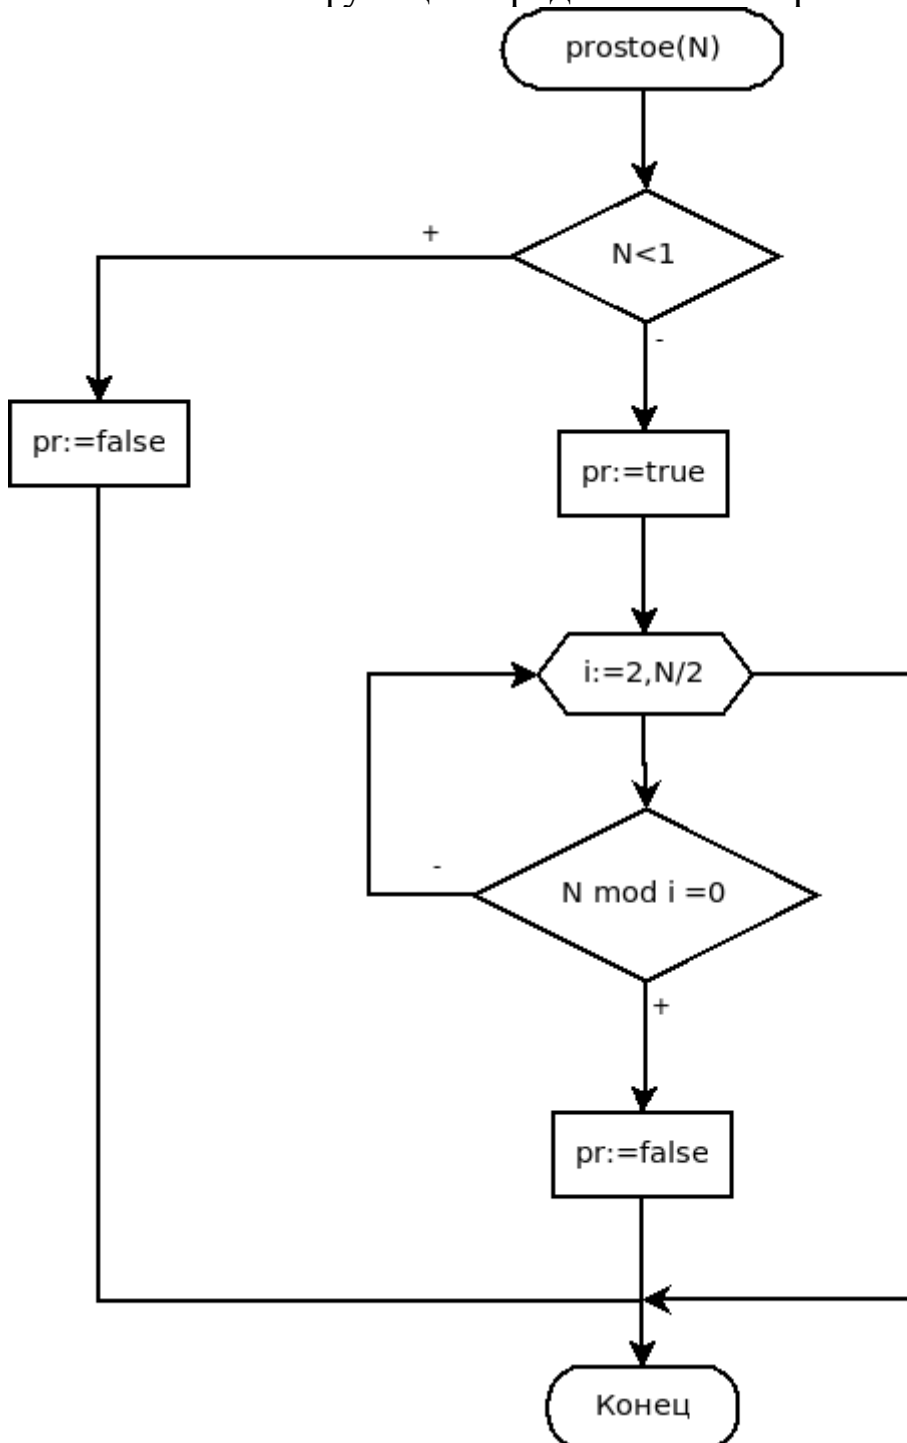 prostoe(N)
+
N<1
-
pr:=false
pr:=true
i:=2,N/2
-
N mod i =0
+
pr:=false
Конец